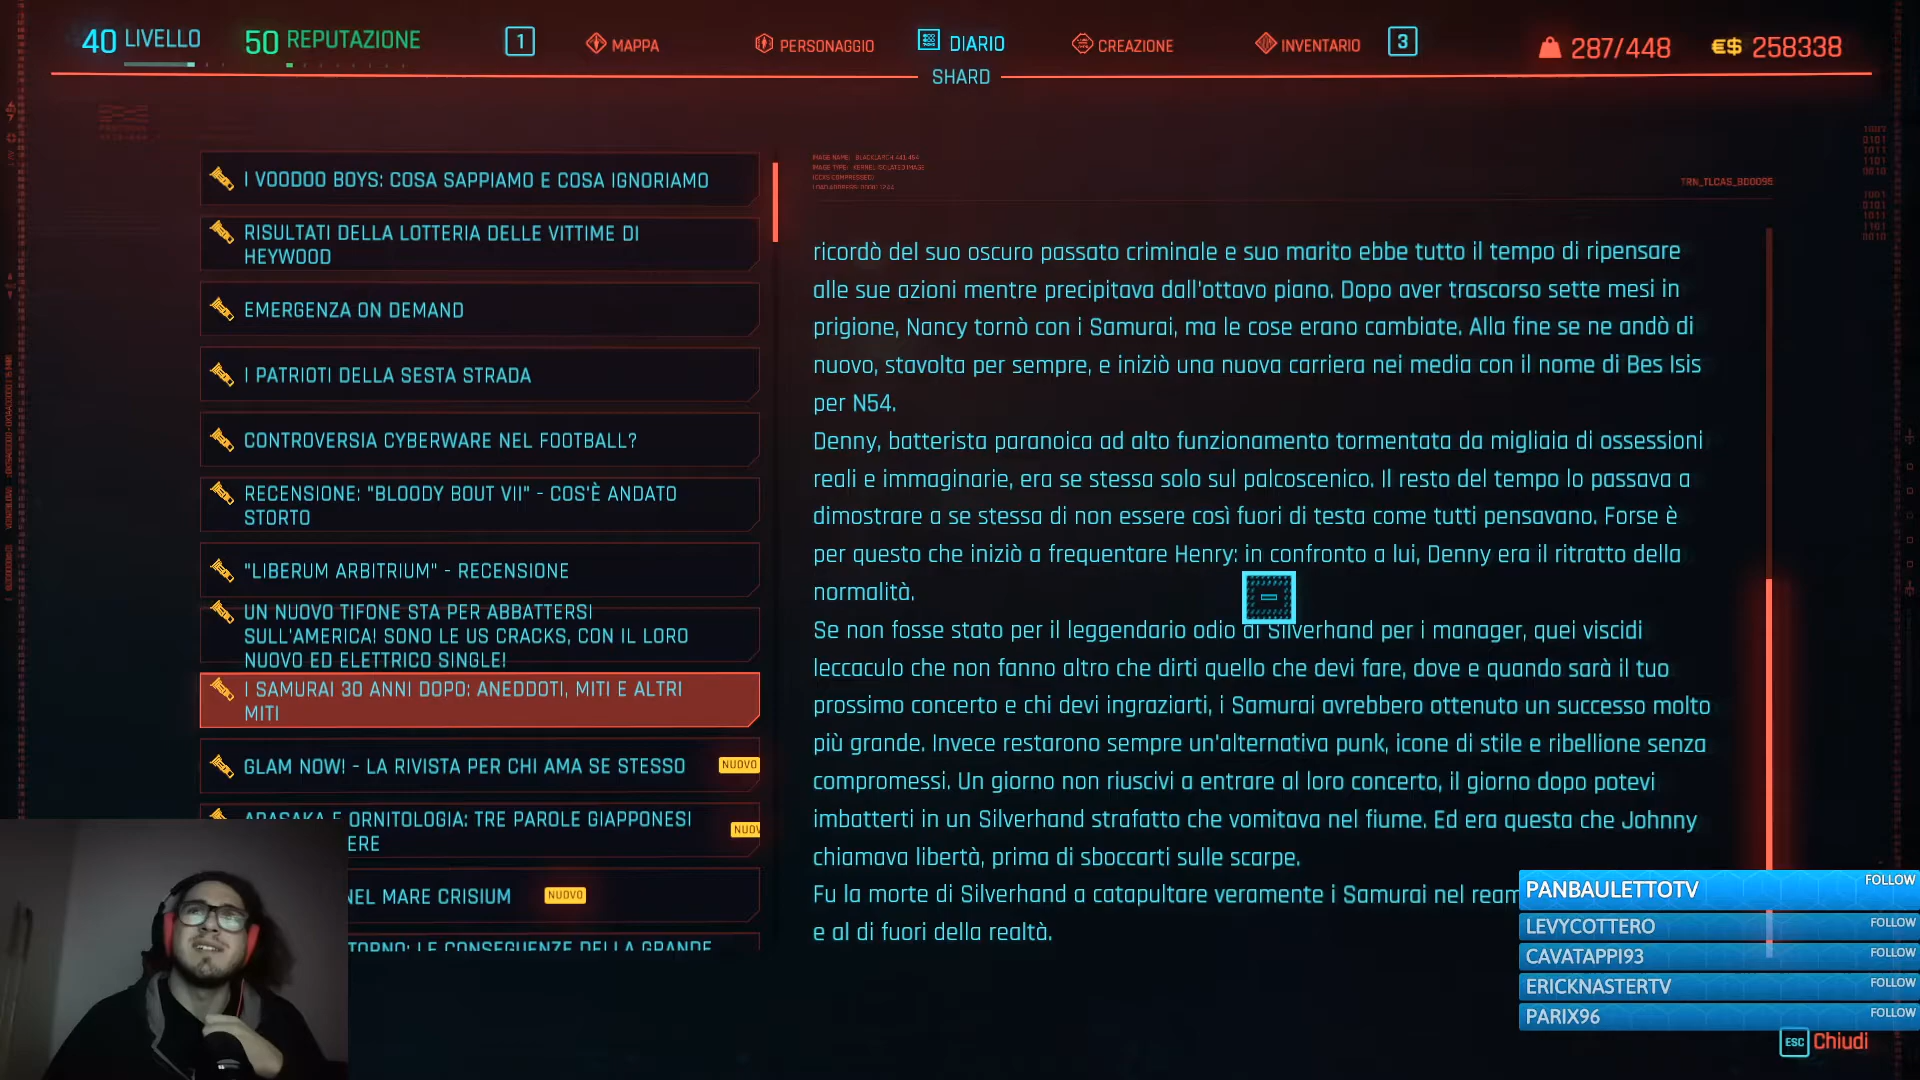 40 LIVELLO
50 REPUTAZIONE
1
MAPPA
PERSONAGGIO
DIARIO
CREAZIONE
INVENTARIO
3
287/448
€$ 258338
SHARD
I VOODOO BOYS: COSA SAPPIAMO E COSA IGNORIAMO
RISULTATI DELLA LOTTERIA DELLE VITTIME DI
HEYWOOD
EMERGENZA ON DEMAND
I PATRIOTI DELLA SESTA STRADA
CONTROVERSIA CYBERWARE NEL FOOTBALL?
RECENSIONE: "BLOODY BOUT VII" - COS'È ANDATO
STORTO
"LIBERUM ARBITRIUM" - RECENSIONE
UN NUOVO TIFONE STA PER ABBATTERSI
SULL'AMERICA! SONO LE US CRACKS, CON IL LORO
NUOVO ED ELETTRICO SINGLE!
I SAMURAI 30 ANNI DOPO: ANEDDOTI, MITI E ALTRI
MITI
GLAM NOW! - LA RIVISTA PER CHI AMA SE STESSO
NUOVO
ARASAKA E ORNITOLOGIA: TRE PAROLE GIAPPONESI
ERE
NUOV
NEL MARE CRISIUM
NUOVO
TORNO: LE CONSEGUENZE DELLA GRANDE
TRN_TLCAS_BD0095
ricordò del suo oscuro passato criminale e suo marito ebbe tutto il tempo di ripensare
alle sue azioni mentre precipitava dall'ottavo piano. Dopo aver trascorso sette mesi in
prigione, Nancy tornò con i Samurai, ma le cose erano cambiate. Alla fine se ne andò di
nuovo, stavolta per sempre, e iniziò una nuova carriera nei media con il nome di Bes Isis
per N54.
Denny, batterista paranoica ad alto funzionamento tormentata da migliaia di ossessioni
reali e immaginarie, era se stessa solo sul palcoscenico. Il resto del tempo lo passava a
dimostrare a se stessa di non essere così fuori di testa come tutti pensavano. Forse è
per questo che iniziò a frequentare Henry: in confronto a lui, Denny era il ritratto della
normalità.
Se non fosse stato per il leggendario odio di Silverhand per i manager, quei viscidi
leccaculo che non fanno altro che dirti quello che devi fare, dove e quando sarà il tuo
prossimo concerto e chi devi ingraziarti, i Samurai avrebbero ottenuto un successo molto
più grande. Invece restarono sempre un'alternativa punk, icone di stile e ribellione senza
compromessi. Un giorno non riuscivi a entrare al loro concerto, il giorno dopo potevi
imbatterti in un Silverhand strafatto che vomitava nel fiume. Ed era questa che Johnny
chiamava libertà, prima di sboccarti sulle scarpe.
Fu la morte di Silverhand a catapultare veramente i Samurai nel ream
e al di fuori della realtà.
PANBAULETTOTV FOLLOW
LEVYCOTTERO FOLLOW
CAVATAPPI93 FOLLOW
ERICKNASTERTV FOLLOW
PARIX96 FOLLOW
ESC Chiudi